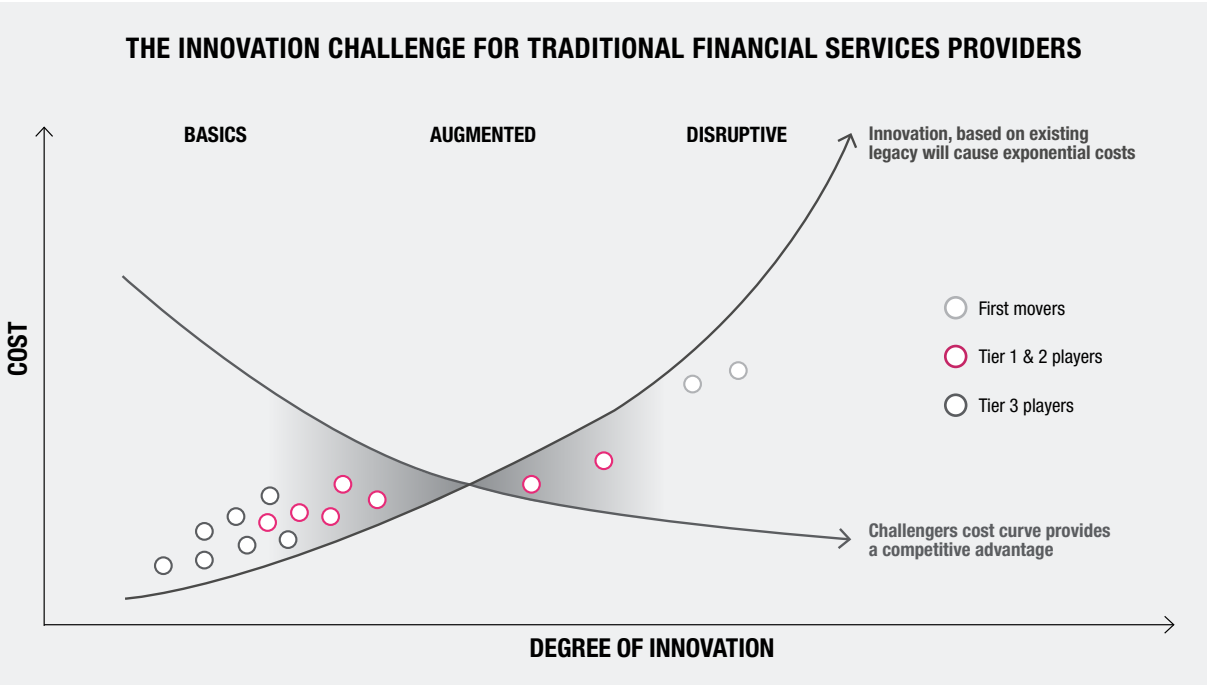 THE INNOVATION CHALLENGE FOR TRADITIONAL FINANCIAL SERVICES PROVIDERS
BASICS
AUGMENTED
DISRUPTIVE
Innovation, based on existing
legacy will cause exponential costs
First movers
Tier 1 & 2 players
Tier 3 players
COST
Challengers cost curve provides
a competitive advantage
DEGREE OF INNOVATION